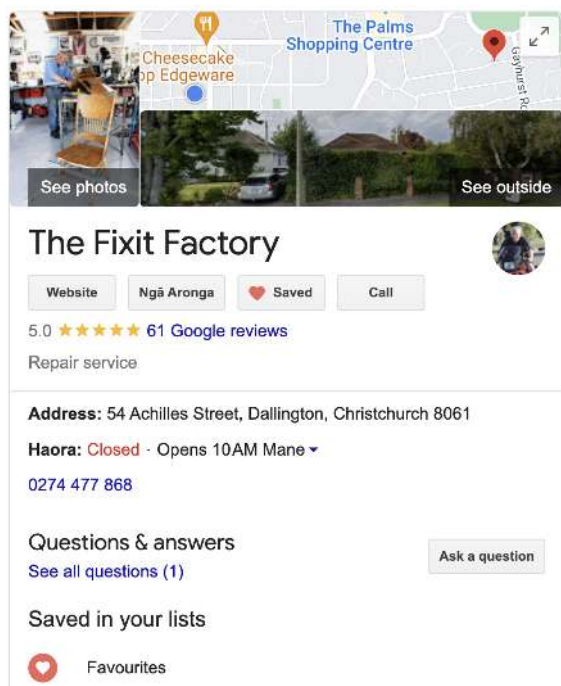 The Palms
Shopping Centre
Cheesecake
op Edgeware
Gayhurst Ro
See photos
See outside
The Fixit Factory
Website
Ngā Aronga
Saved
Call
5.0 ★★★★★ 61 Google reviews
Repair service
Address: 54 Achilles Street, Dallington, Christchurch 8061
Haora: Closed · Opens 10AM Mane
0274 477 868
Questions & answers
See all questions (1)
Ask a question
Saved in your lists
Favourites